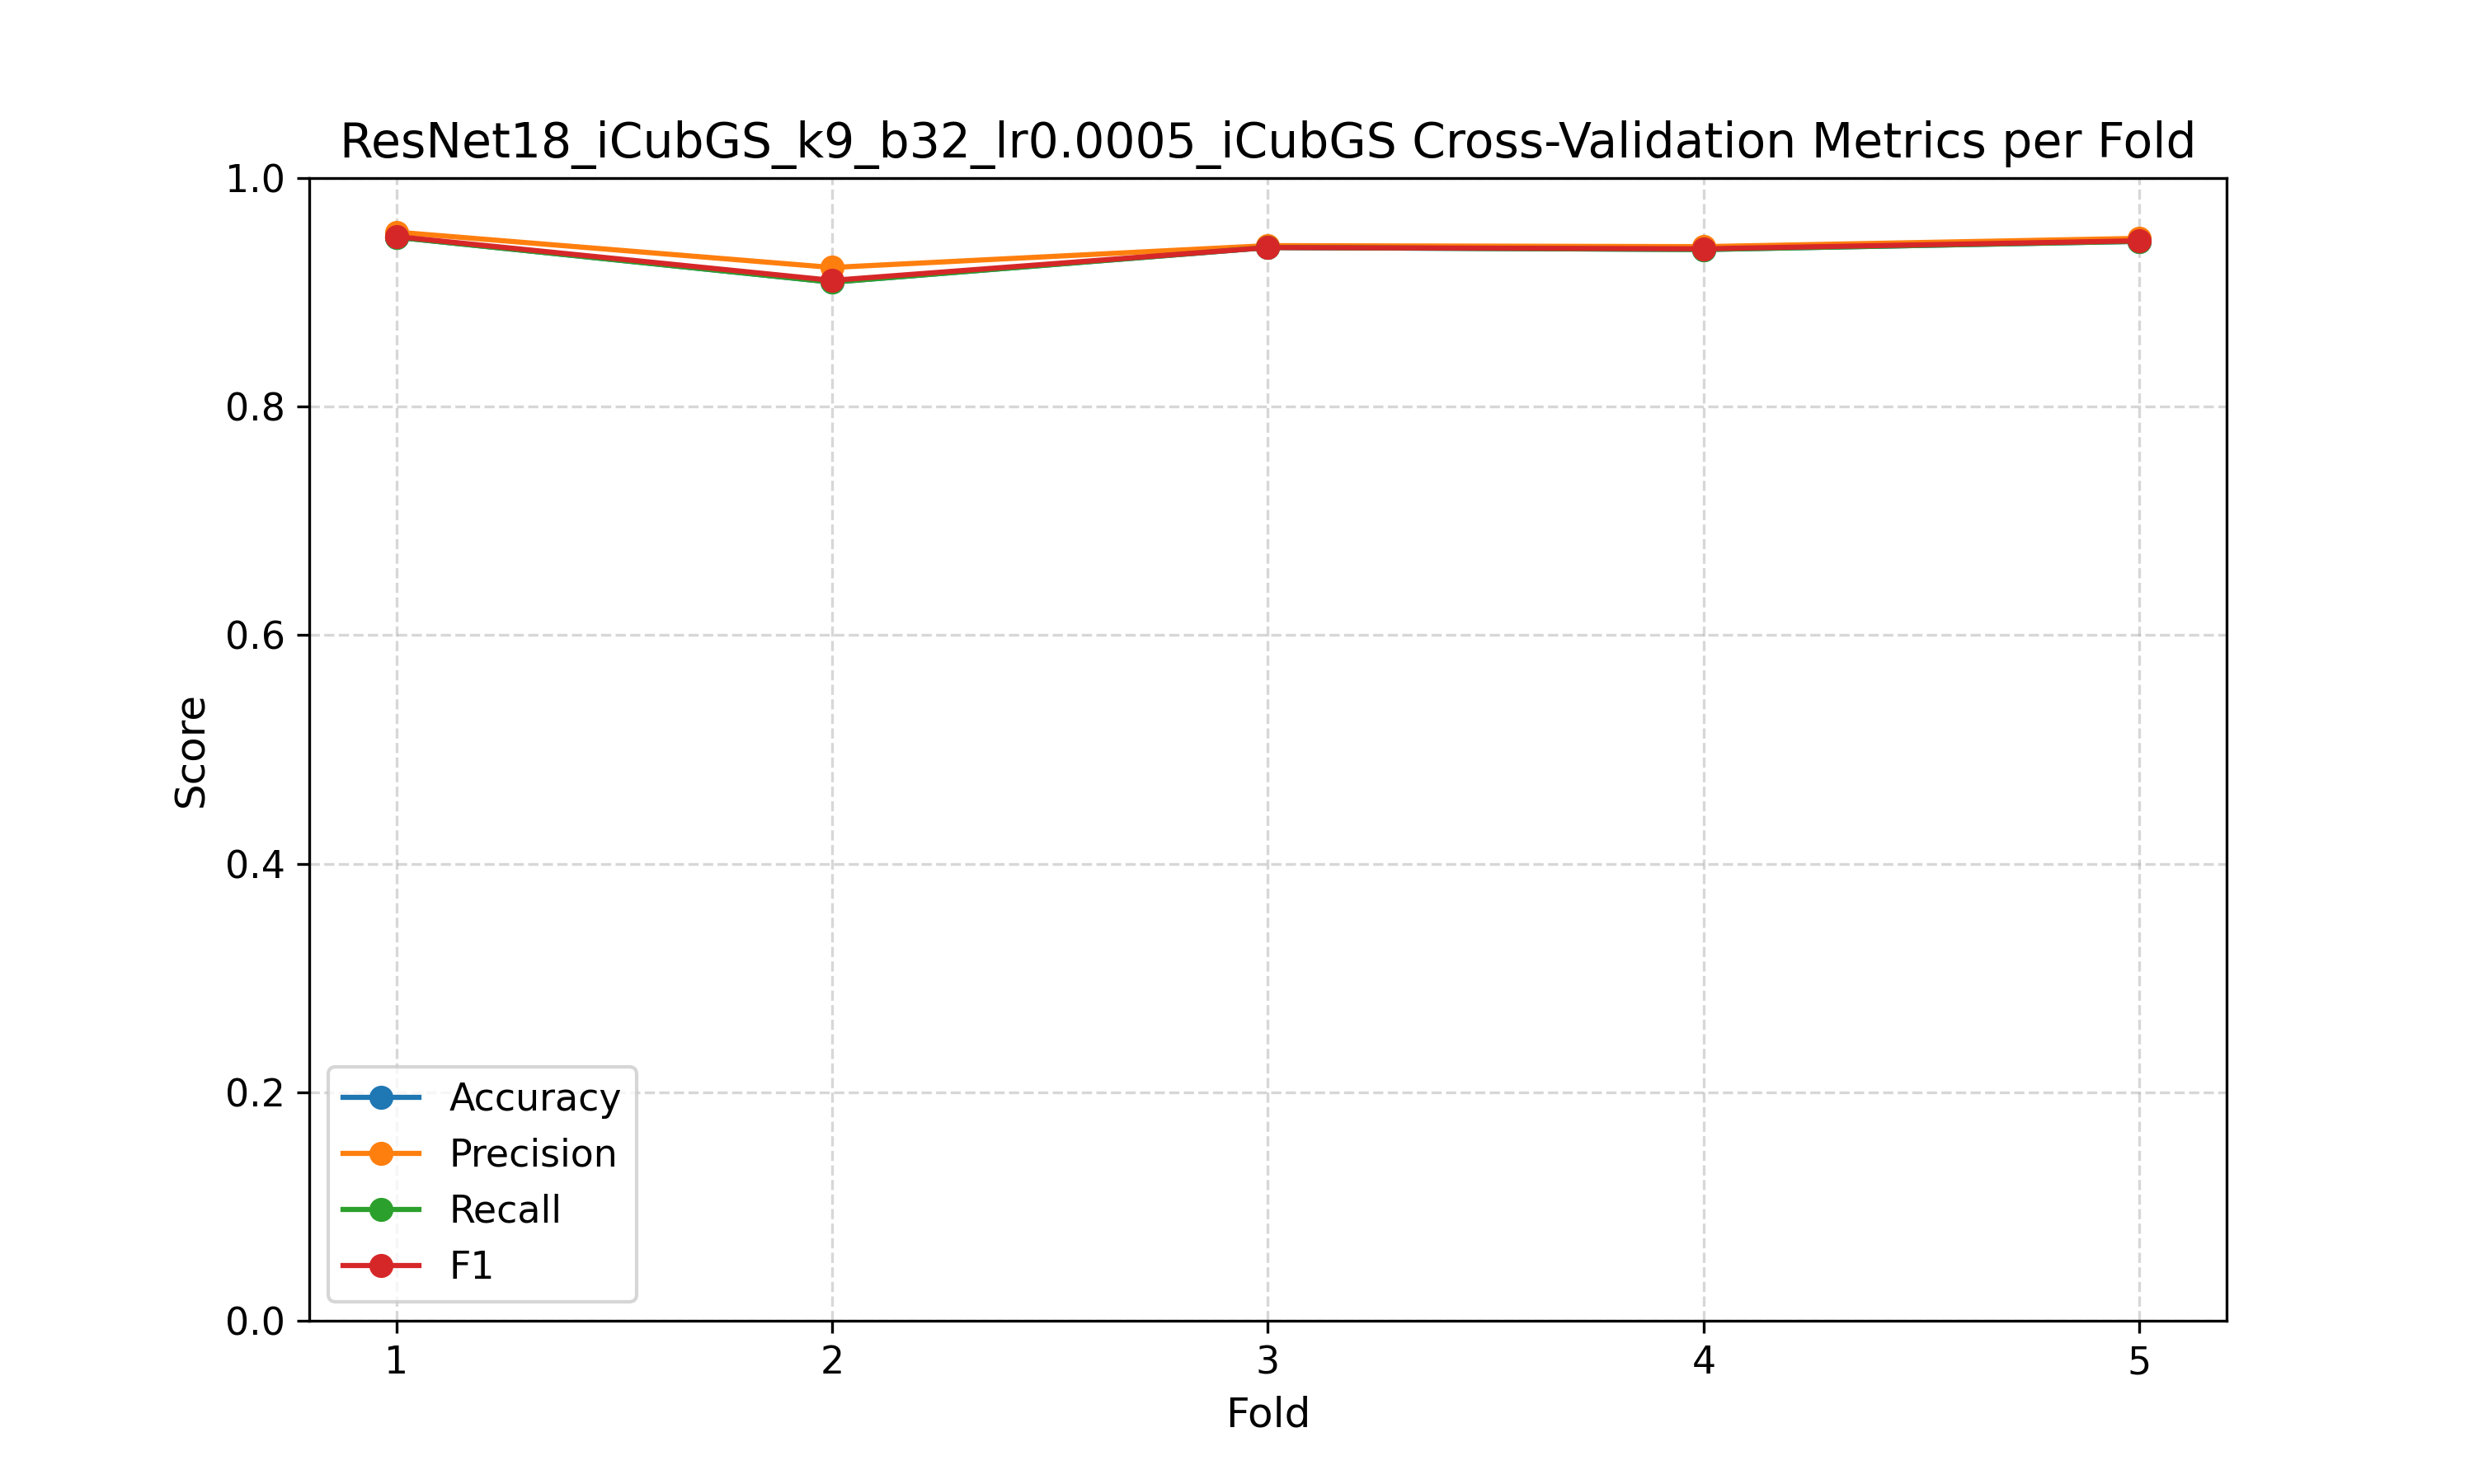 ResNet18_iCubGS_k9_b32_lr0.0005_iCubGS Cross-Validation Metrics per Fold
1.0
0.8
0.6
0.4
0.2
0.0
Score
Accuracy
Precision
Recall
F1
1 2 3 4 5
Fold